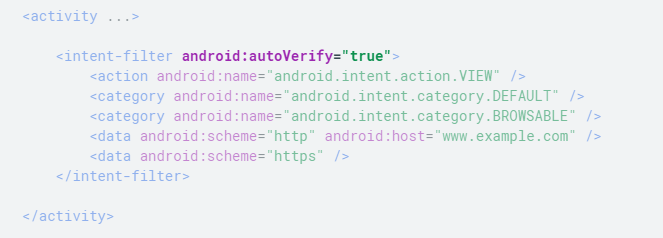 <activity ...>
<intent-filter android:autoVerify="true">
<action android:name="android.intent.action.VIEW" />
<category android:name="android.intent.category.DEFAULT" />
<category android:name="android.intent.category.BROWSABLE" />
<data android:scheme="http" android:host="www.example.com" />
<data android:scheme="https" />
</intent-filter>
</activity>